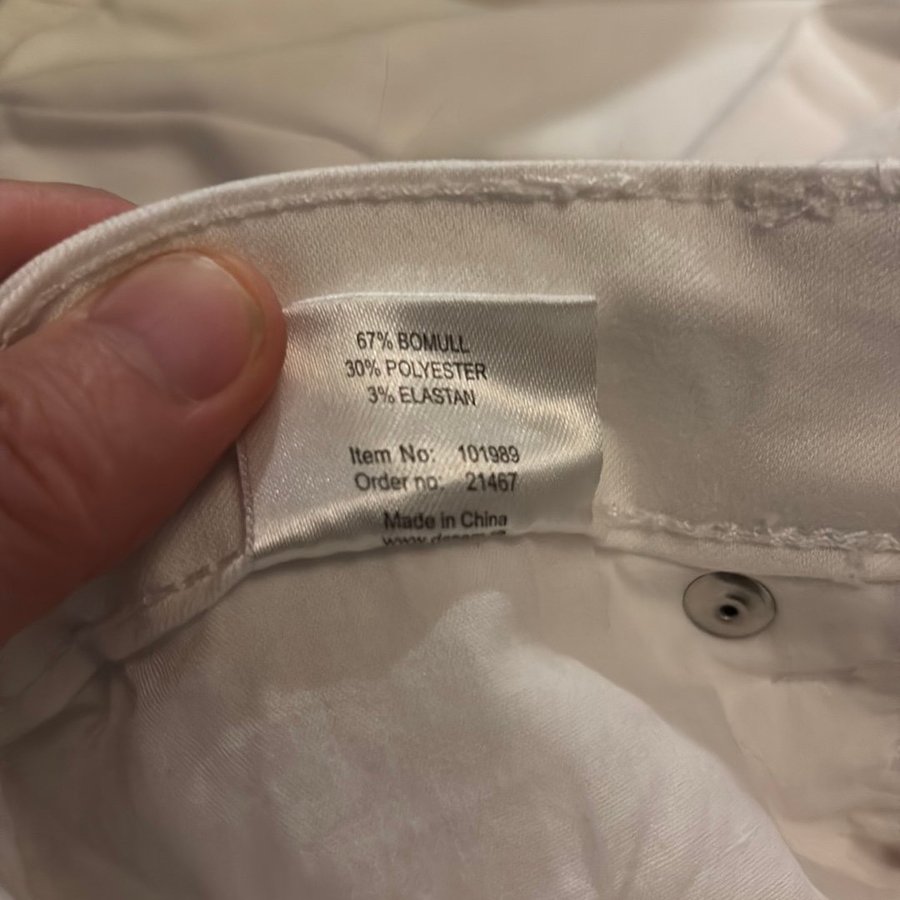 67% BOMULL
30% POLYESTER
3% ELASTAN
Item No: 101989
Order no: 21467
Made in China